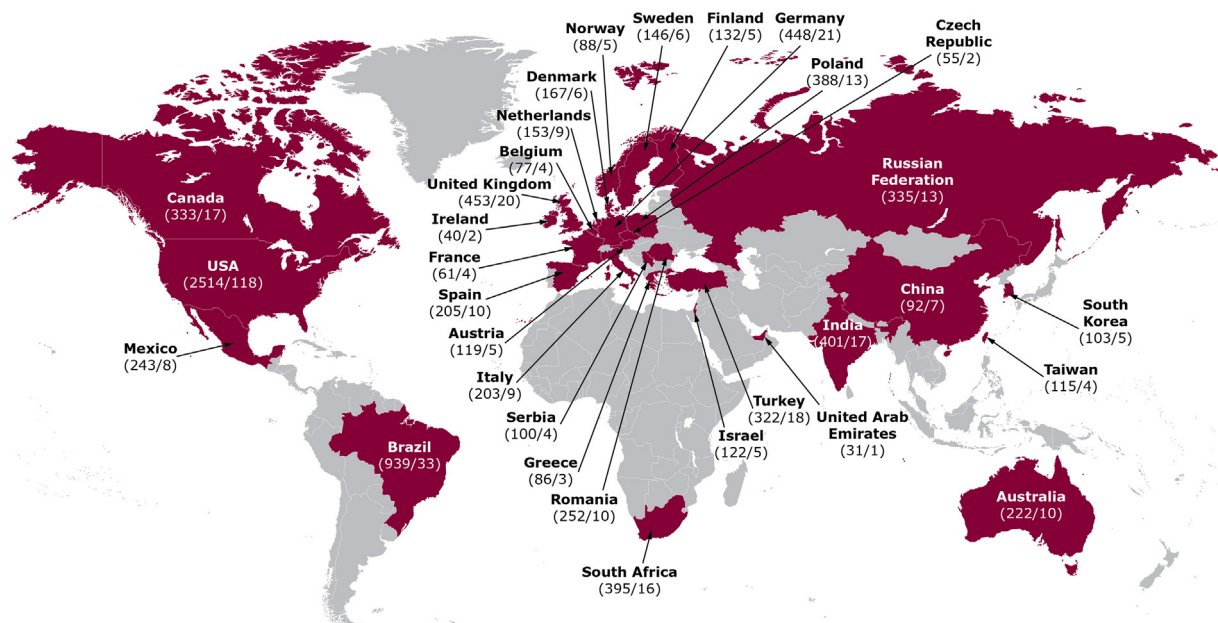 Sweden
(146/6)
Finland
(132/5)
Germany
(448/21)
Czech
Republic
(55/2)
Norway
(88/5)
Poland
(388/13)
Denmark
(167/6)
Netherlands
(153/9)
Belgium
(77/4)
United Kingdom
(453/20)
Ireland
(40/2)
France
(61/4)
Spain
(205/10)
Austria
(119/5)
Italy
(203/9)
Serbia
(100/4)
Greece
(86/3)
Romania
(252/10)
Canada
(333/17)
USA
(2514/118)
Mexico
(243/8)
Brazil
(939/33)
Russian
Federation
(335/13)
China
(92/7)
India
(401/17)
South
Korea
(103/5)
Taiwan
(115/4)
Turkey
(322/18)
United Arab
Emirates
(31/1)
Israel
(122/5)
Australia
(222/10)
South Africa
(395/16)